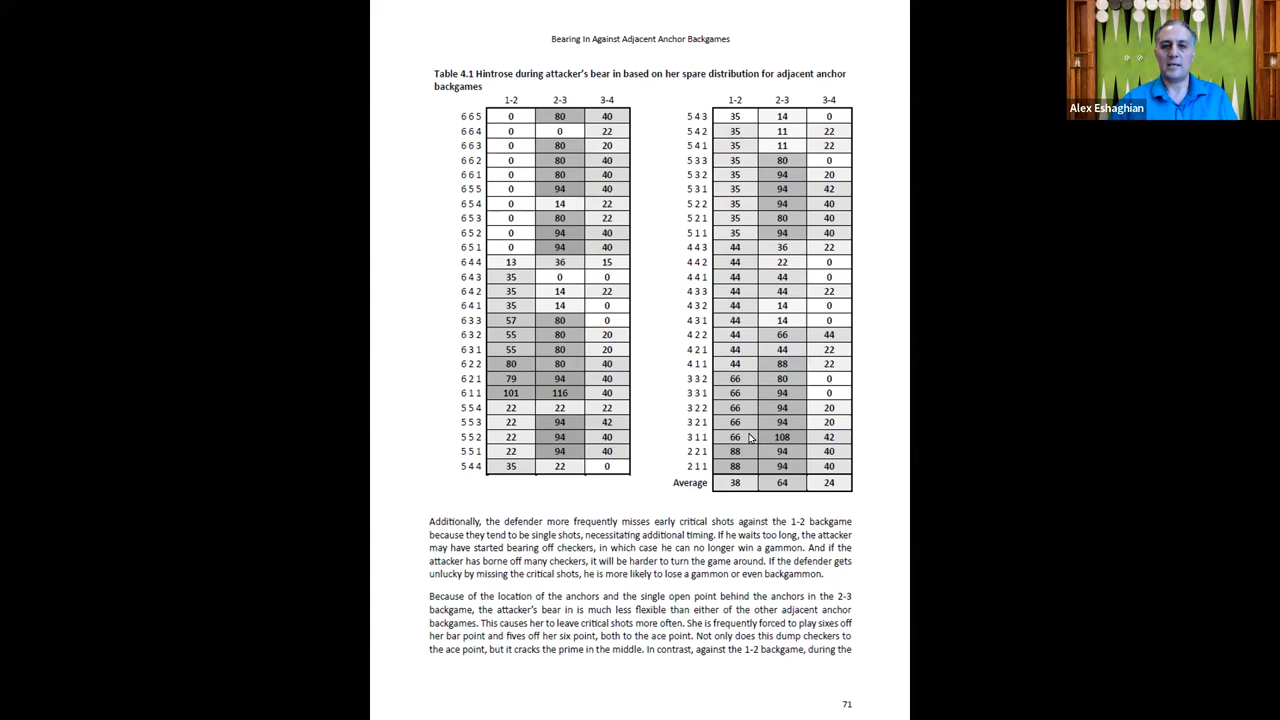 Bearing In Against Adjacent Anchor Backgames
Alex Eshaghian
Table 4.1 Hintrose during attacker's bear in based on her spare distribution for adjacent anchor
backgames
1-2 2-3 3-4
6 6 5 0 80 40
6 6 4 0 0 22
6 6 3 0 80 20
6 6 2 0 80 40
6 6 1 0 80 40
6 5 5 0 94 40
6 5 4 0 14 22
6 5 3 0 80 22
6 5 2 0 94 40
6 5 1 0 94 40
6 4 4 13 36 15
6 4 3 35 0 0
6 4 2 35 14 22
6 4 1 35 14 0
6 3 3 57 80 0
6 3 2 55 80 20
6 3 1 55 80 20
6 2 2 80 80 40
6 2 1 79 94 40
6 1 1 101 116 40
5 5 4 22 22 22
5 5 3 22 94 42
5 5 2 22 94 40
5 5 1 22 94 40
5 4 4 35 22 0
1-2 2-3 3-4
5 4 3 35 14 0
5 4 2 35 11 22
5 4 1 35 11 22
5 3 3 35 80 0
5 3 2 35 94 20
5 3 1 35 94 42
5 2 2 35 94 40
5 2 1 35 80 40
5 1 1 35 94 40
4 4 3 44 36 22
4 4 2 44 22 0
4 4 1 44 44 0
4 3 3 44 44 22
4 3 2 44 14 0
4 3 1 44 14 0
4 2 2 44 66 44
4 2 1 44 44 22
4 1 1 44 88 22
3 3 2 66 80 0
3 3 1 66 94 0
3 2 2 66 94 20
3 2 1 66 94 20
3 1 1 66 108 42
2 2 1 88 94 40
2 1 1 88 94 40
Average 38 64 24
Additionally, the defender more frequently misses early critical shots against the 1-2 backgame
because they tend to be single shots, necessitating additional timing. If he waits too long, the attacker
may have started bearing off checkers, in which case he can no longer win a gammon. And if the
attacker has borne off many checkers, it will be harder to turn the game around. If the defender gets
unlucky by missing the critical shots, he is more likely to lose a gammon or even backgammon.
Because of the location of the anchors and the single open point behind the anchors in the 2-3
backgame, the attacker's bear in is much less flexible than either of the other adjacent anchor
backgames. This causes her to leave critical shots more often. She is frequently forced to play sixes off
her bar point and fives off her six point, both to the ace point. Not only does this dump checkers to
the ace point, but it cracks the prime in the middle. In contrast, against the 1-2 backgame, during the
71